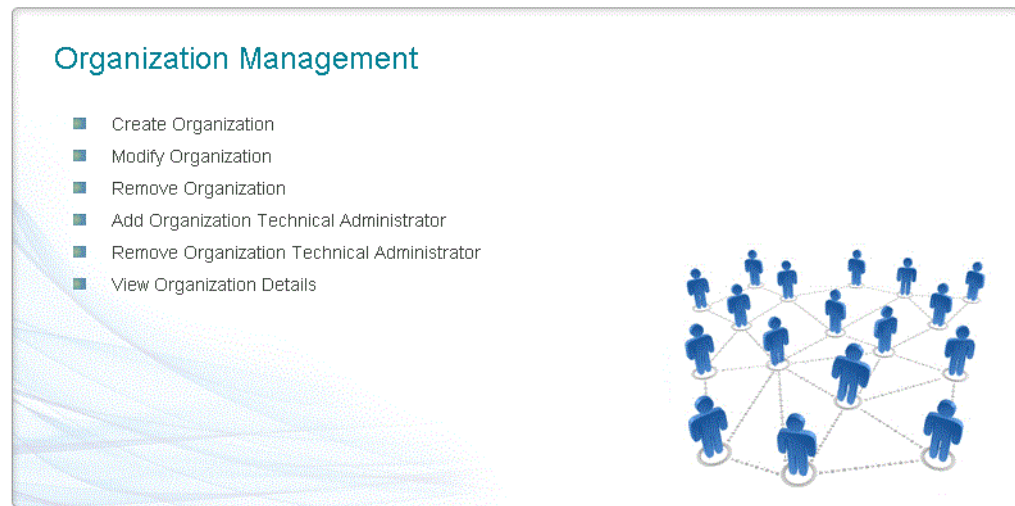 Organization Management
Create Organization
Modify Organization
Remove Organization
Add Organization Technical Administrator
Remove Organization Technical Administrator
View Organization Details